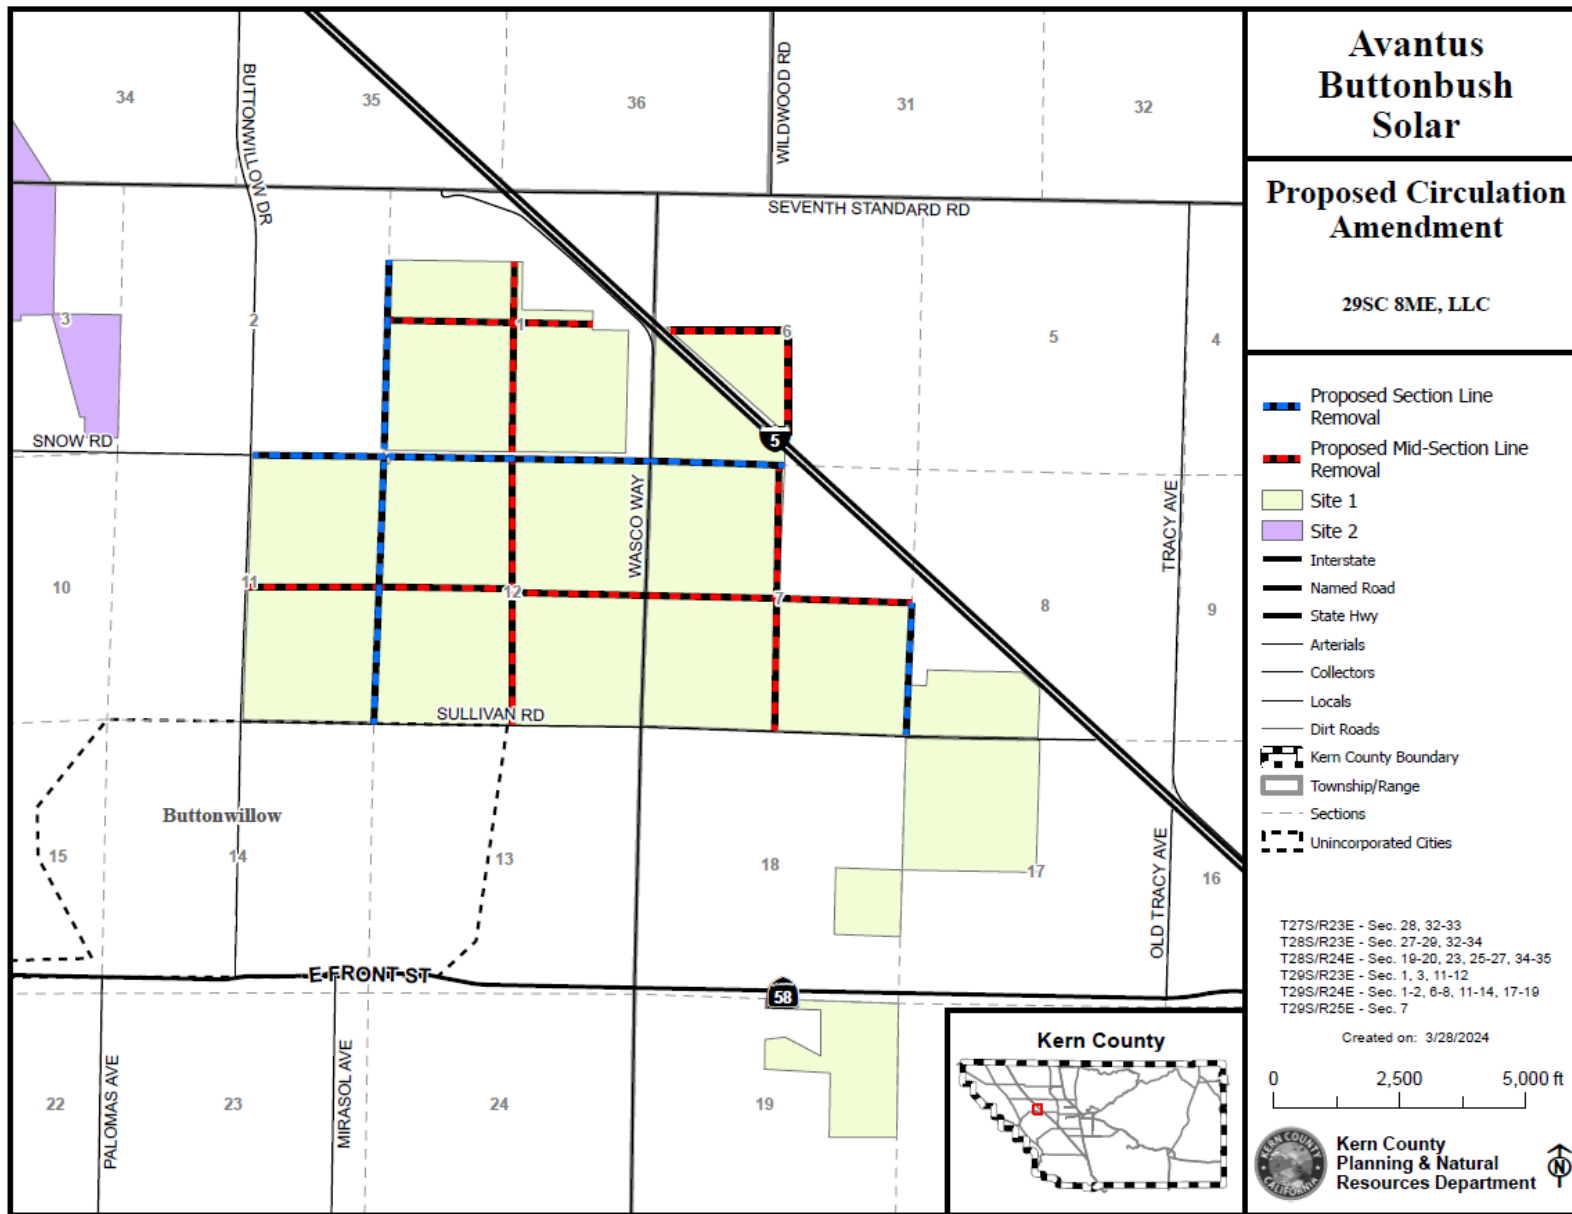 Avantus
Buttonbush
Solar
Proposed Circulation
Amendment
29SC 8ME, LLC
Proposed Section Line
Removal
Proposed Mid-Section Line
Removal
Site 1
Site 2
Interstate
Named Road
State Hwy
Arterials
Collectors
Locals
Dirt Roads
Kern County Boundary
Township/Range
Sections
Unincorporated Cities
T27S/R23E - Sec. 28, 32-33
T28S/R23E - Sec. 27-29, 32-34
T28S/R24E - Sec. 19-20, 23, 25-27, 34-35
T29S/R23E - Sec. 1, 3, 11-12
T29S/R24E - Sec. 1-2, 6-8, 11-14, 17-19
T29S/R25E - Sec. 7
Created on: 3/28/2024
0 2,500 5,000 ft
KERN COUNTY
CALIFORNIA
Kern County
Planning & Natural
Resources Department
N
34
35
36
31
32
BUTTONWILLOW DR
WILDWOOD RD
SEVENTH STANDARD RD
3
2
1
6
5
4
SNOW RD
5
WASCO WAY
TRACY AVE
10
11
12
7
8
9
SULLIVAN RD
Buttonwillow
15
14
13
18
17
16
OLD TRACY AVE
E FRONT ST
58
PALOMAS AVE
MIRASOL AVE
22
23
24
19
Kern County